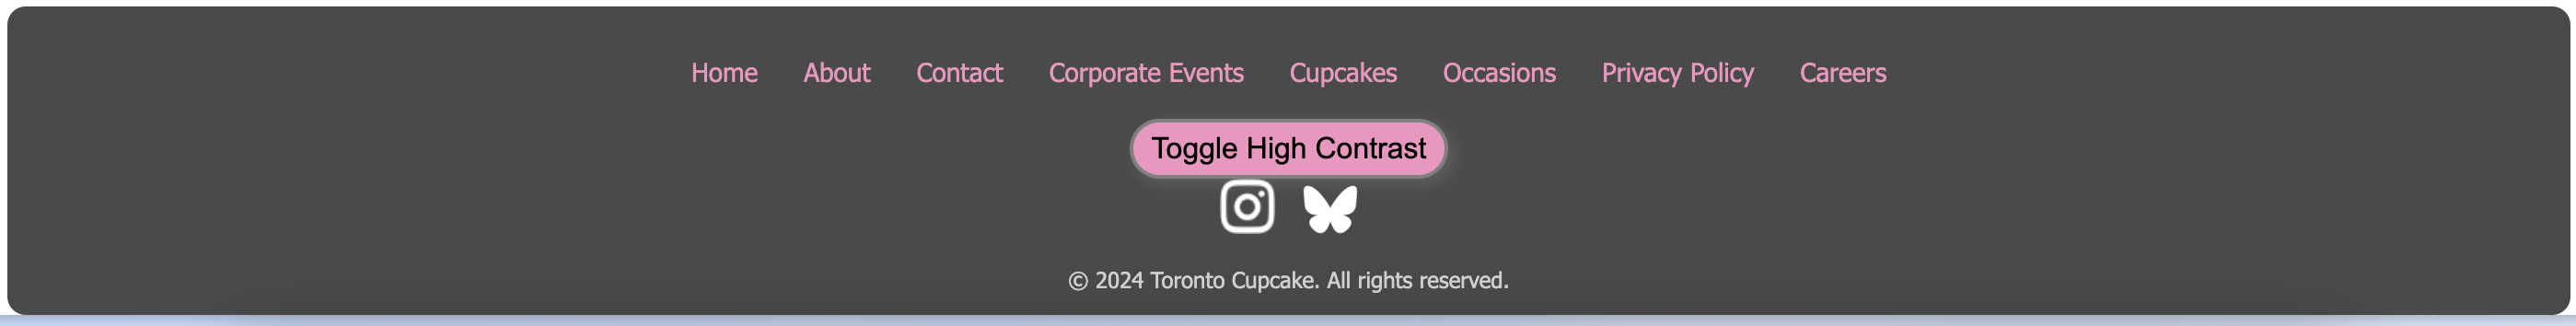 Home About Contact Corporate Events Cupcakes Occasions Privacy Policy Careers
Toggle High Contrast
© 2024 Toronto Cupcake. All rights reserved.